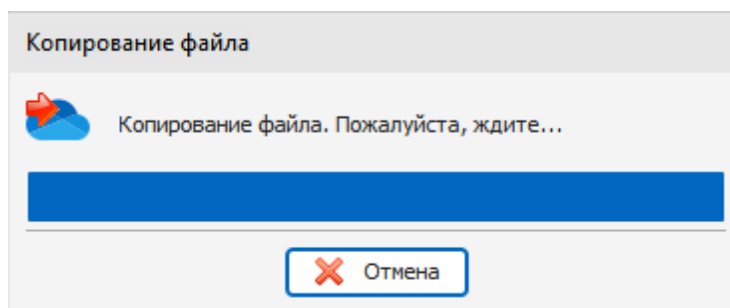 Копирование файла
Копирование файла. Пожалуйста, ждите...
Отмена